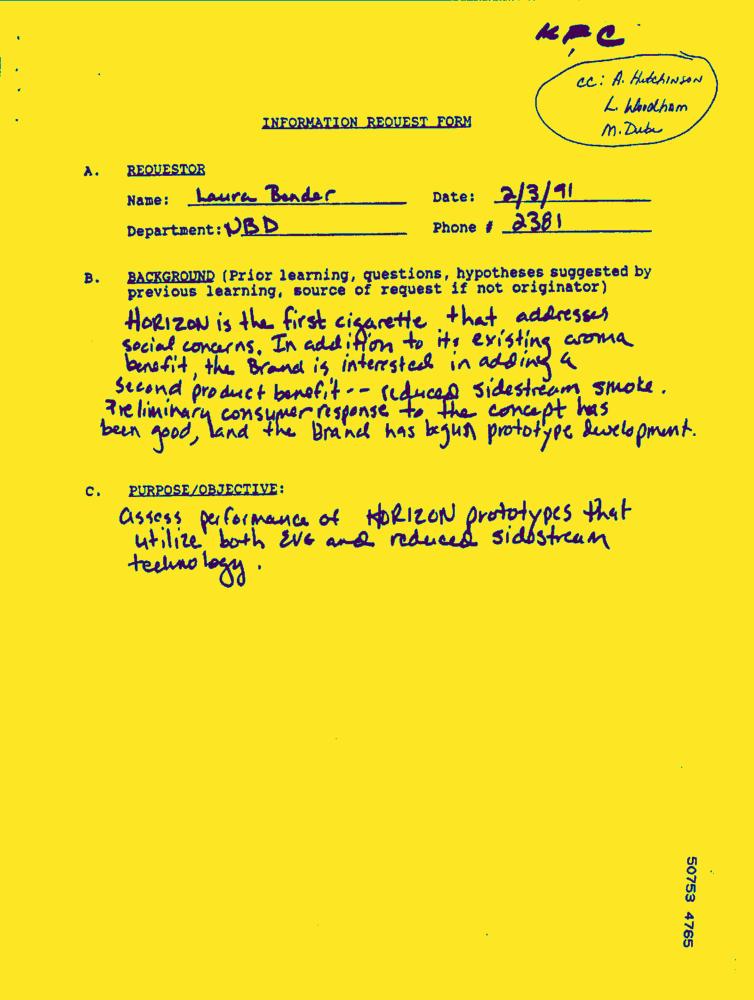 KFC
cc: A. Hutchinson
L. Woodham
M. Dube
INFORMATION REQUEST FORM
A. REQUESTOR
Name: Laura Bender Date: 2/3/91
Department: NBD Phone # 2381
B. BACKGROUND (Prior learning, questions, hypotheses suggested by
previous learning, source of request if not originator)
HORIZON is the first cigarette that addresses
social concerns. In addition to its existing aroma
benefit, the Brand is interested in adding a
second product benefit -- reduced sidestream smoke.
Preliminary consumer response to the concept has
been good, and the Brand has begun prototype development.
C. PURPOSE/OBJECTIVE:
Assess performance of HORIZON prototypes that
utilize both EVG and reduced sidestream
technology.
50753 4765